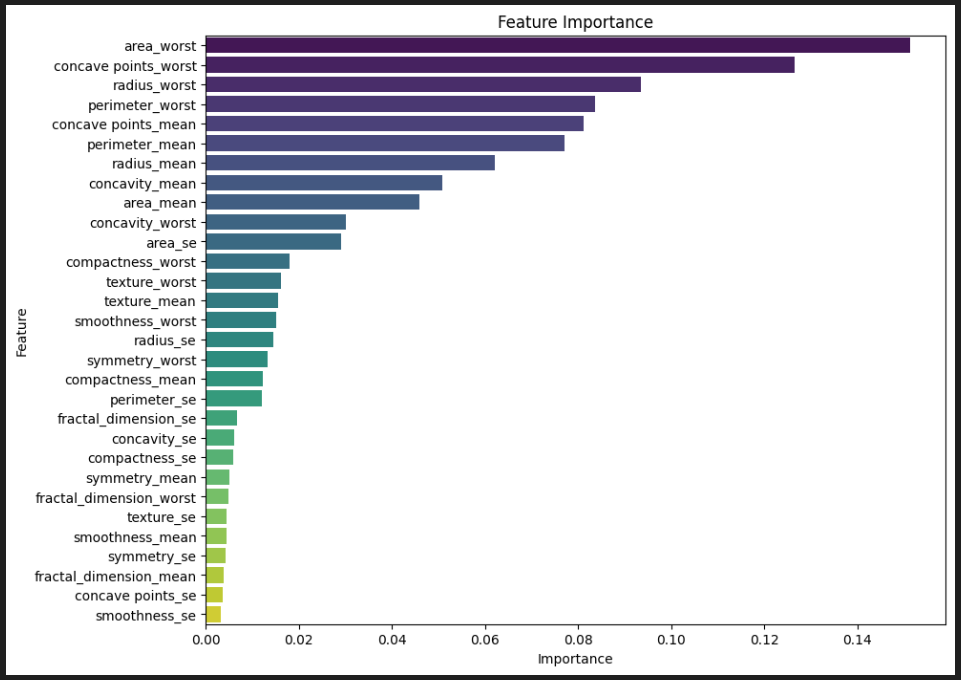 Feature Importance
area_worst
concave points_worst
radius_worst
perimeter_worst
concave points_mean
perimeter_mean
radius_mean
concavity_mean
area_mean
concavity_worst
area_se
compactness_worst
texture_worst
texture_mean
smoothness_worst
radius_se
symmetry_worst
compactness_mean
perimeter_se
fractal_dimension_se
concavity_se
compactness_se
symmetry_mean
fractal_dimension_worst
texture_se
smoothness_mean
symmetry_se
fractal_dimension_mean
concave points_se
smoothness_se
Feature
0.00 0.02 0.04 0.06 0.08 0.10 0.12 0.14
Importance